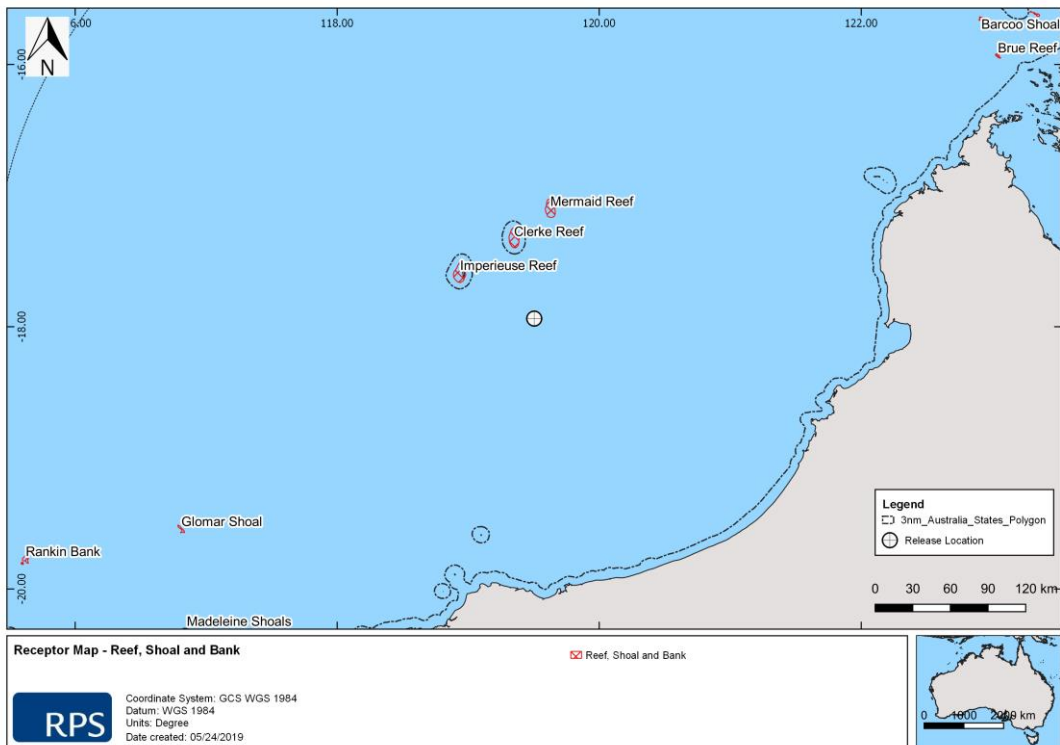 6.00
118.00
120.00
122.00
Barcoo Shoal
Brue Reef
N
-16.00
Mermaid Reef
Clerke Reef
Imperieuse Reef
-18.00
Glomar Shoal
Rankin Bank
-20.00
Madeleine Shoals
Legend
3nm_Australia_States_Polygon
Release Location
0 30 60 90 120 km
Receptor Map - Reef, Shoal and Bank
Reef, Shoal and Bank
RPS
Coordinate System: GCS WGS 1984
Datum: WGS 1984
Units: Degree
Date created: 05/24/2019
0 1000 2000 km